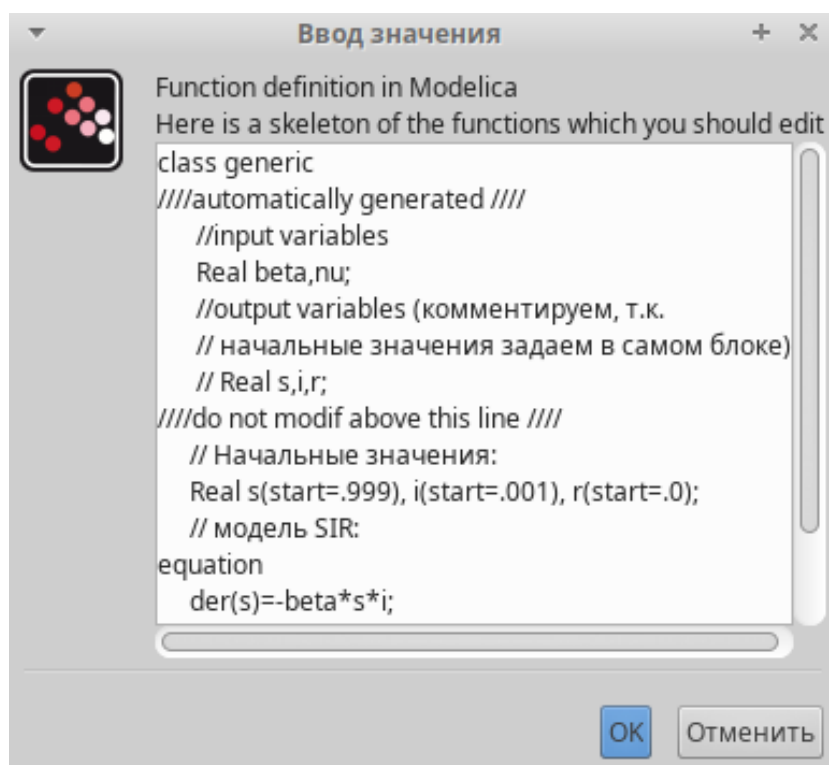 Ввод значения
Function definition in Modelica
Here is a skeleton of the functions which you should edit
class generic
////automatically generated ////
//input variables
Real beta,nu;
//output variables (комментируем, т.к.
// начальные значения задаем в самом блоке)
// Real s,i,r;
////do not modif above this line ////
// Начальные значения:
Real s(start=.999), i(start=.001), r(start=.0);
// модель SIR:
equation
der(s)=-beta*s*i;
OK
Отменить